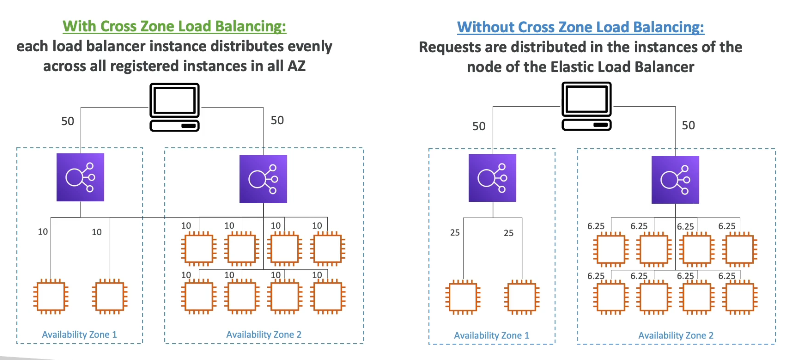 With Cross Zone Load Balancing:
each load balancer instance distributes evenly
across all registered instances in all AZ
50
50
10
10
10
10
10
10
10
10
10
10
Availability Zone 1
Availability Zone 2
Without Cross Zone Load Balancing:
Requests are distributed in the instances of the
node of the Elastic Load Balancer
50
50
25
25
6.25
6.25
6.25
6.25
6.25
6.25
6.25
6.25
Availability Zone 1
Availability Zone 2